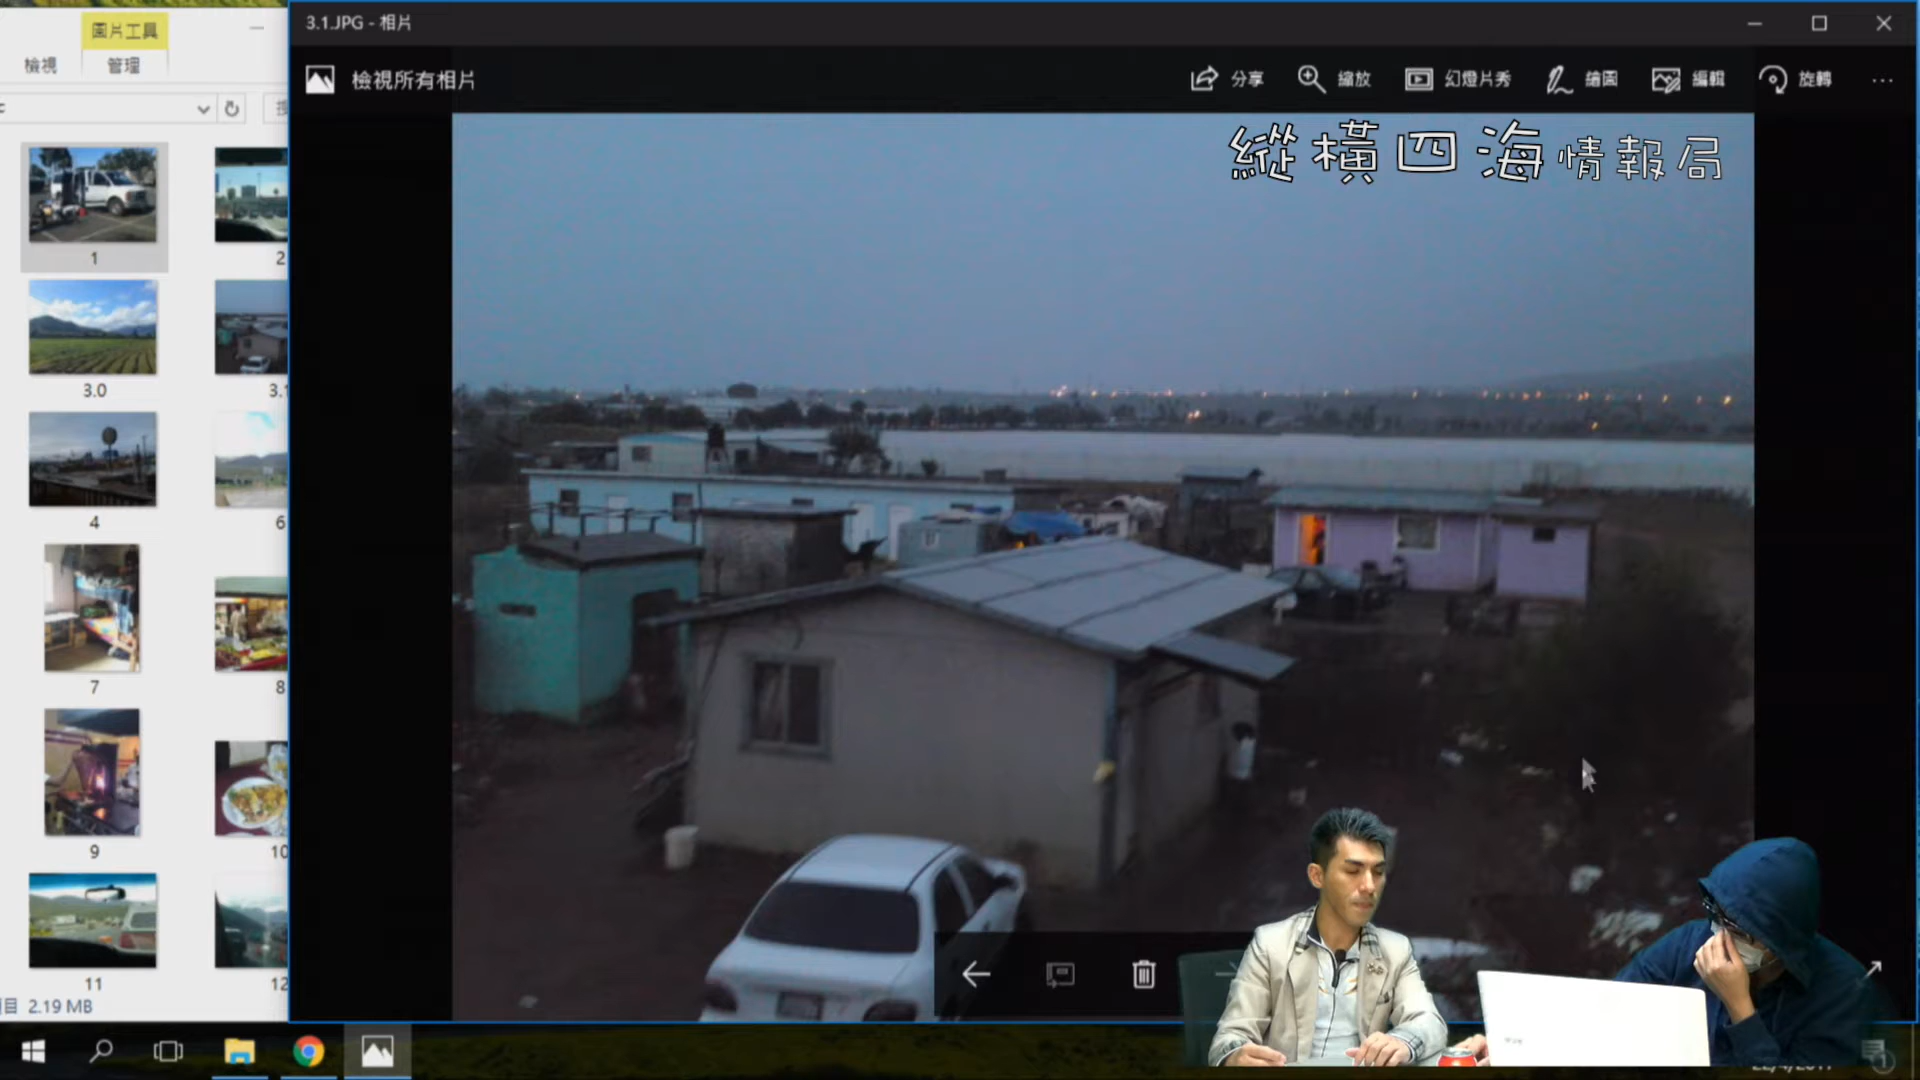 圖片工具
3.1.JPG - 相片
檢視
管理
檢視所有相片
分享
縮放
幻燈片秀
繪圖
編輯
旋轉
縱橫四海情報局
1
2
3.0
3.1
4
6
7
8
9
10
11
12
2.19 MB